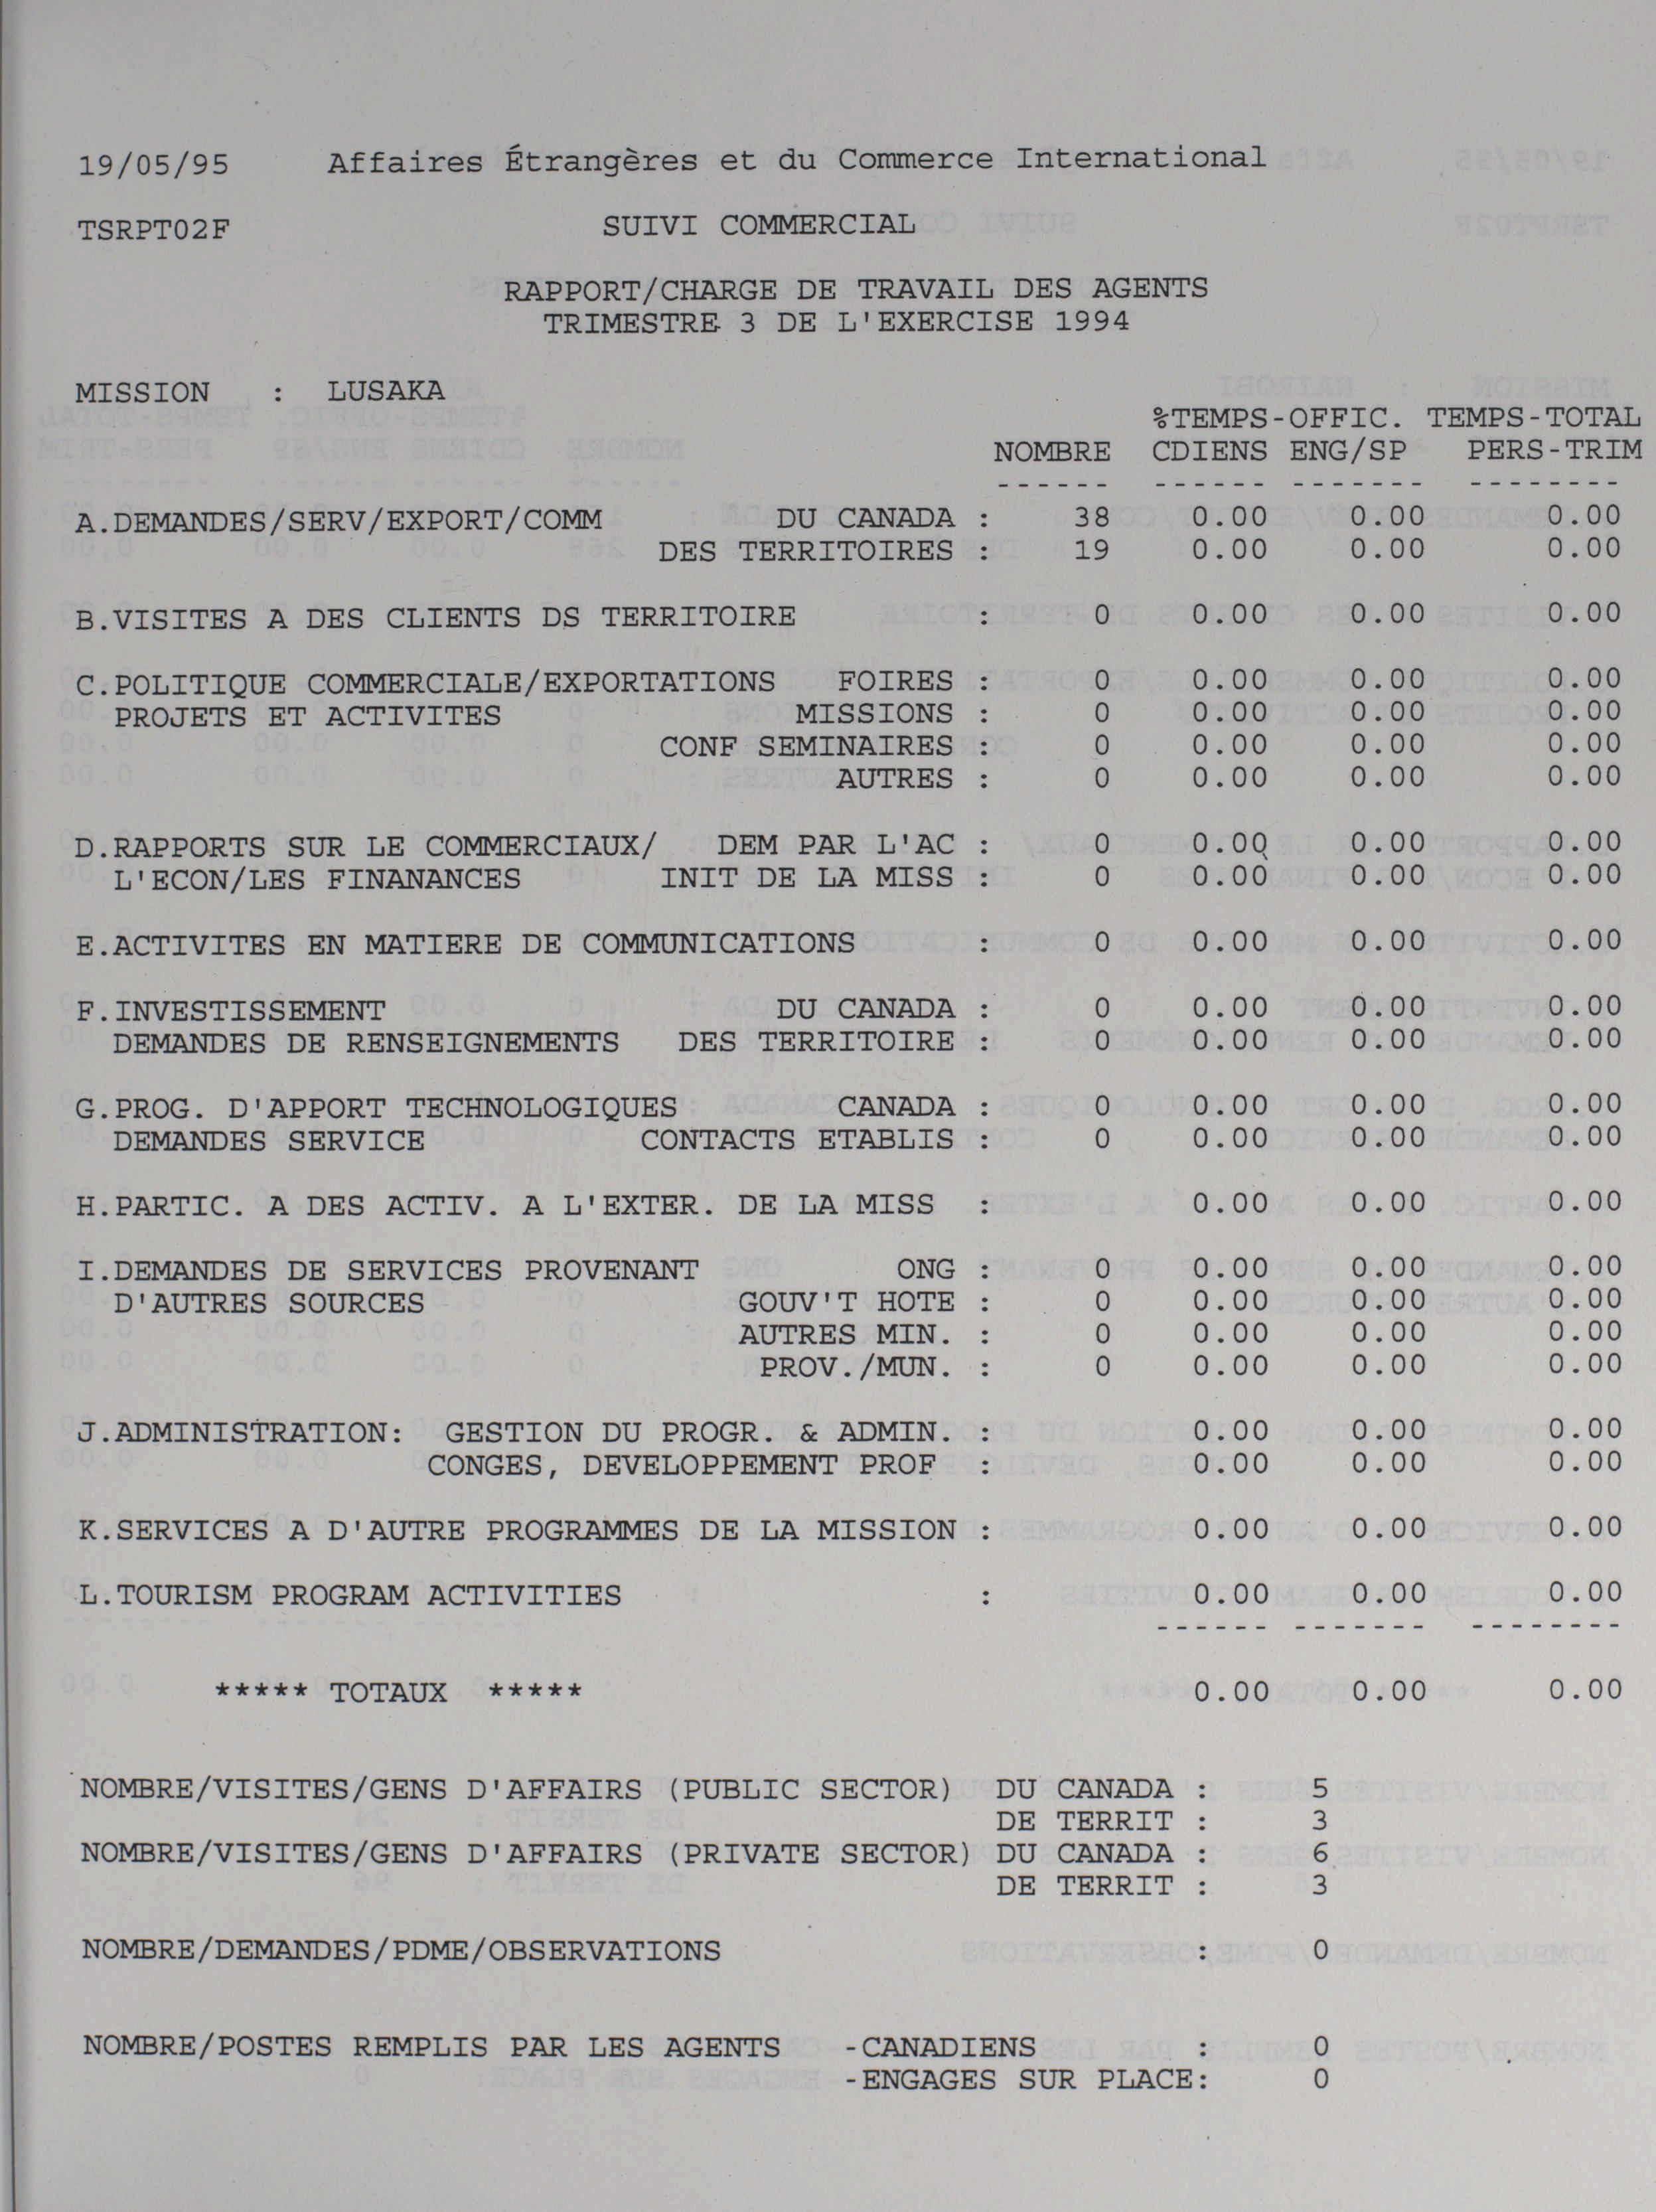 19/05/95 Affaires Étrangères et du Commerce International
TSRPT02F SUIVI COMMERCIAL
RAPPORT/CHARGE DE TRAVAIL DES AGENTS
TRIMESTRE 3 DE L'EXERCISE 1994
MISSION : LUSAKA
%TEMPS-OFFIC. TEMPS-TOTAL
NOMBRE CDIENS ENG/SP PERS-TRIM
------ ------ ------- --------
A.DEMANDES/SERV/EXPORT/COMM DU CANADA : 38 0.00 0.00 0.00
DES TERRITOIRES : 19 0.00 0.00 0.00
B.VISITES A DES CLIENTS DS TERRITOIRE : 0 0.00 0.00 0.00
C.POLITIQUE COMMERCIALE/EXPORTATIONS FOIRES : 0 0.00 0.00 0.00
PROJETS ET ACTIVITES MISSIONS : 0 0.00 0.00 0.00
CONF SEMINAIRES : 0 0.00 0.00 0.00
AUTRES : 0 0.00 0.00 0.00
D.RAPPORTS SUR LE COMMERCIAUX/ DEM PAR L'AC : 0 0.00 0.00 0.00
L'ECON/LES FINANANCES INIT DE LA MISS : 0 0.00 0.00 0.00
E.ACTIVITES EN MATIERE DE COMMUNICATIONS : 0 0.00 0.00 0.00
F.INVESTISSEMENT DU CANADA : 0 0.00 0.00 0.00
DEMANDES DE RENSEIGNEMENTS DES TERRITOIRE : 0 0.00 0.00 0.00
G.PROG. D'APPORT TECHNOLOGIQUES CANADA : 0 0.00 0.00 0.00
DEMANDES SERVICE CONTACTS ETABLIS : 0 0.00 0.00 0.00
H.PARTIC. A DES ACTIV. A L'EXTER. DE LA MISS : 0.00 0.00 0.00
I.DEMANDES DE SERVICES PROVENANT ONG : 0 0.00 0.00 0.00
D'AUTRES SOURCES GOUV'T HOTE : 0 0.00 0.00 0.00
AUTRES MIN. : 0 0.00 0.00 0.00
PROV./MUN. : 0 0.00 0.00 0.00
J.ADMINISTRATION: GESTION DU PROGR. & ADMIN. : 0.00 0.00 0.00
CONGES, DEVELOPPEMENT PROF : 0.00 0.00 0.00
K.SERVICES A D'AUTRE PROGRAMMES DE LA MISSION : 0.00 0.00 0.00
L.TOURISM PROGRAM ACTIVITIES : 0.00 0.00 0.00
------ ------- --------
***** TOTAUX ***** 0.00 0.00 0.00
NOMBRE/VISITES/GENS D'AFFAIRS (PUBLIC SECTOR) DU CANADA : 5
DE TERRIT : 3
NOMBRE/VISITES/GENS D'AFFAIRS (PRIVATE SECTOR) DU CANADA : 6
DE TERRIT : 3
NOMBRE/DEMANDES/PDME/OBSERVATIONS : 0
NOMBRE/POSTES REMPLIS PAR LES AGENTS -CANADIENS : 0
-ENGAGES SUR PLACE: 0